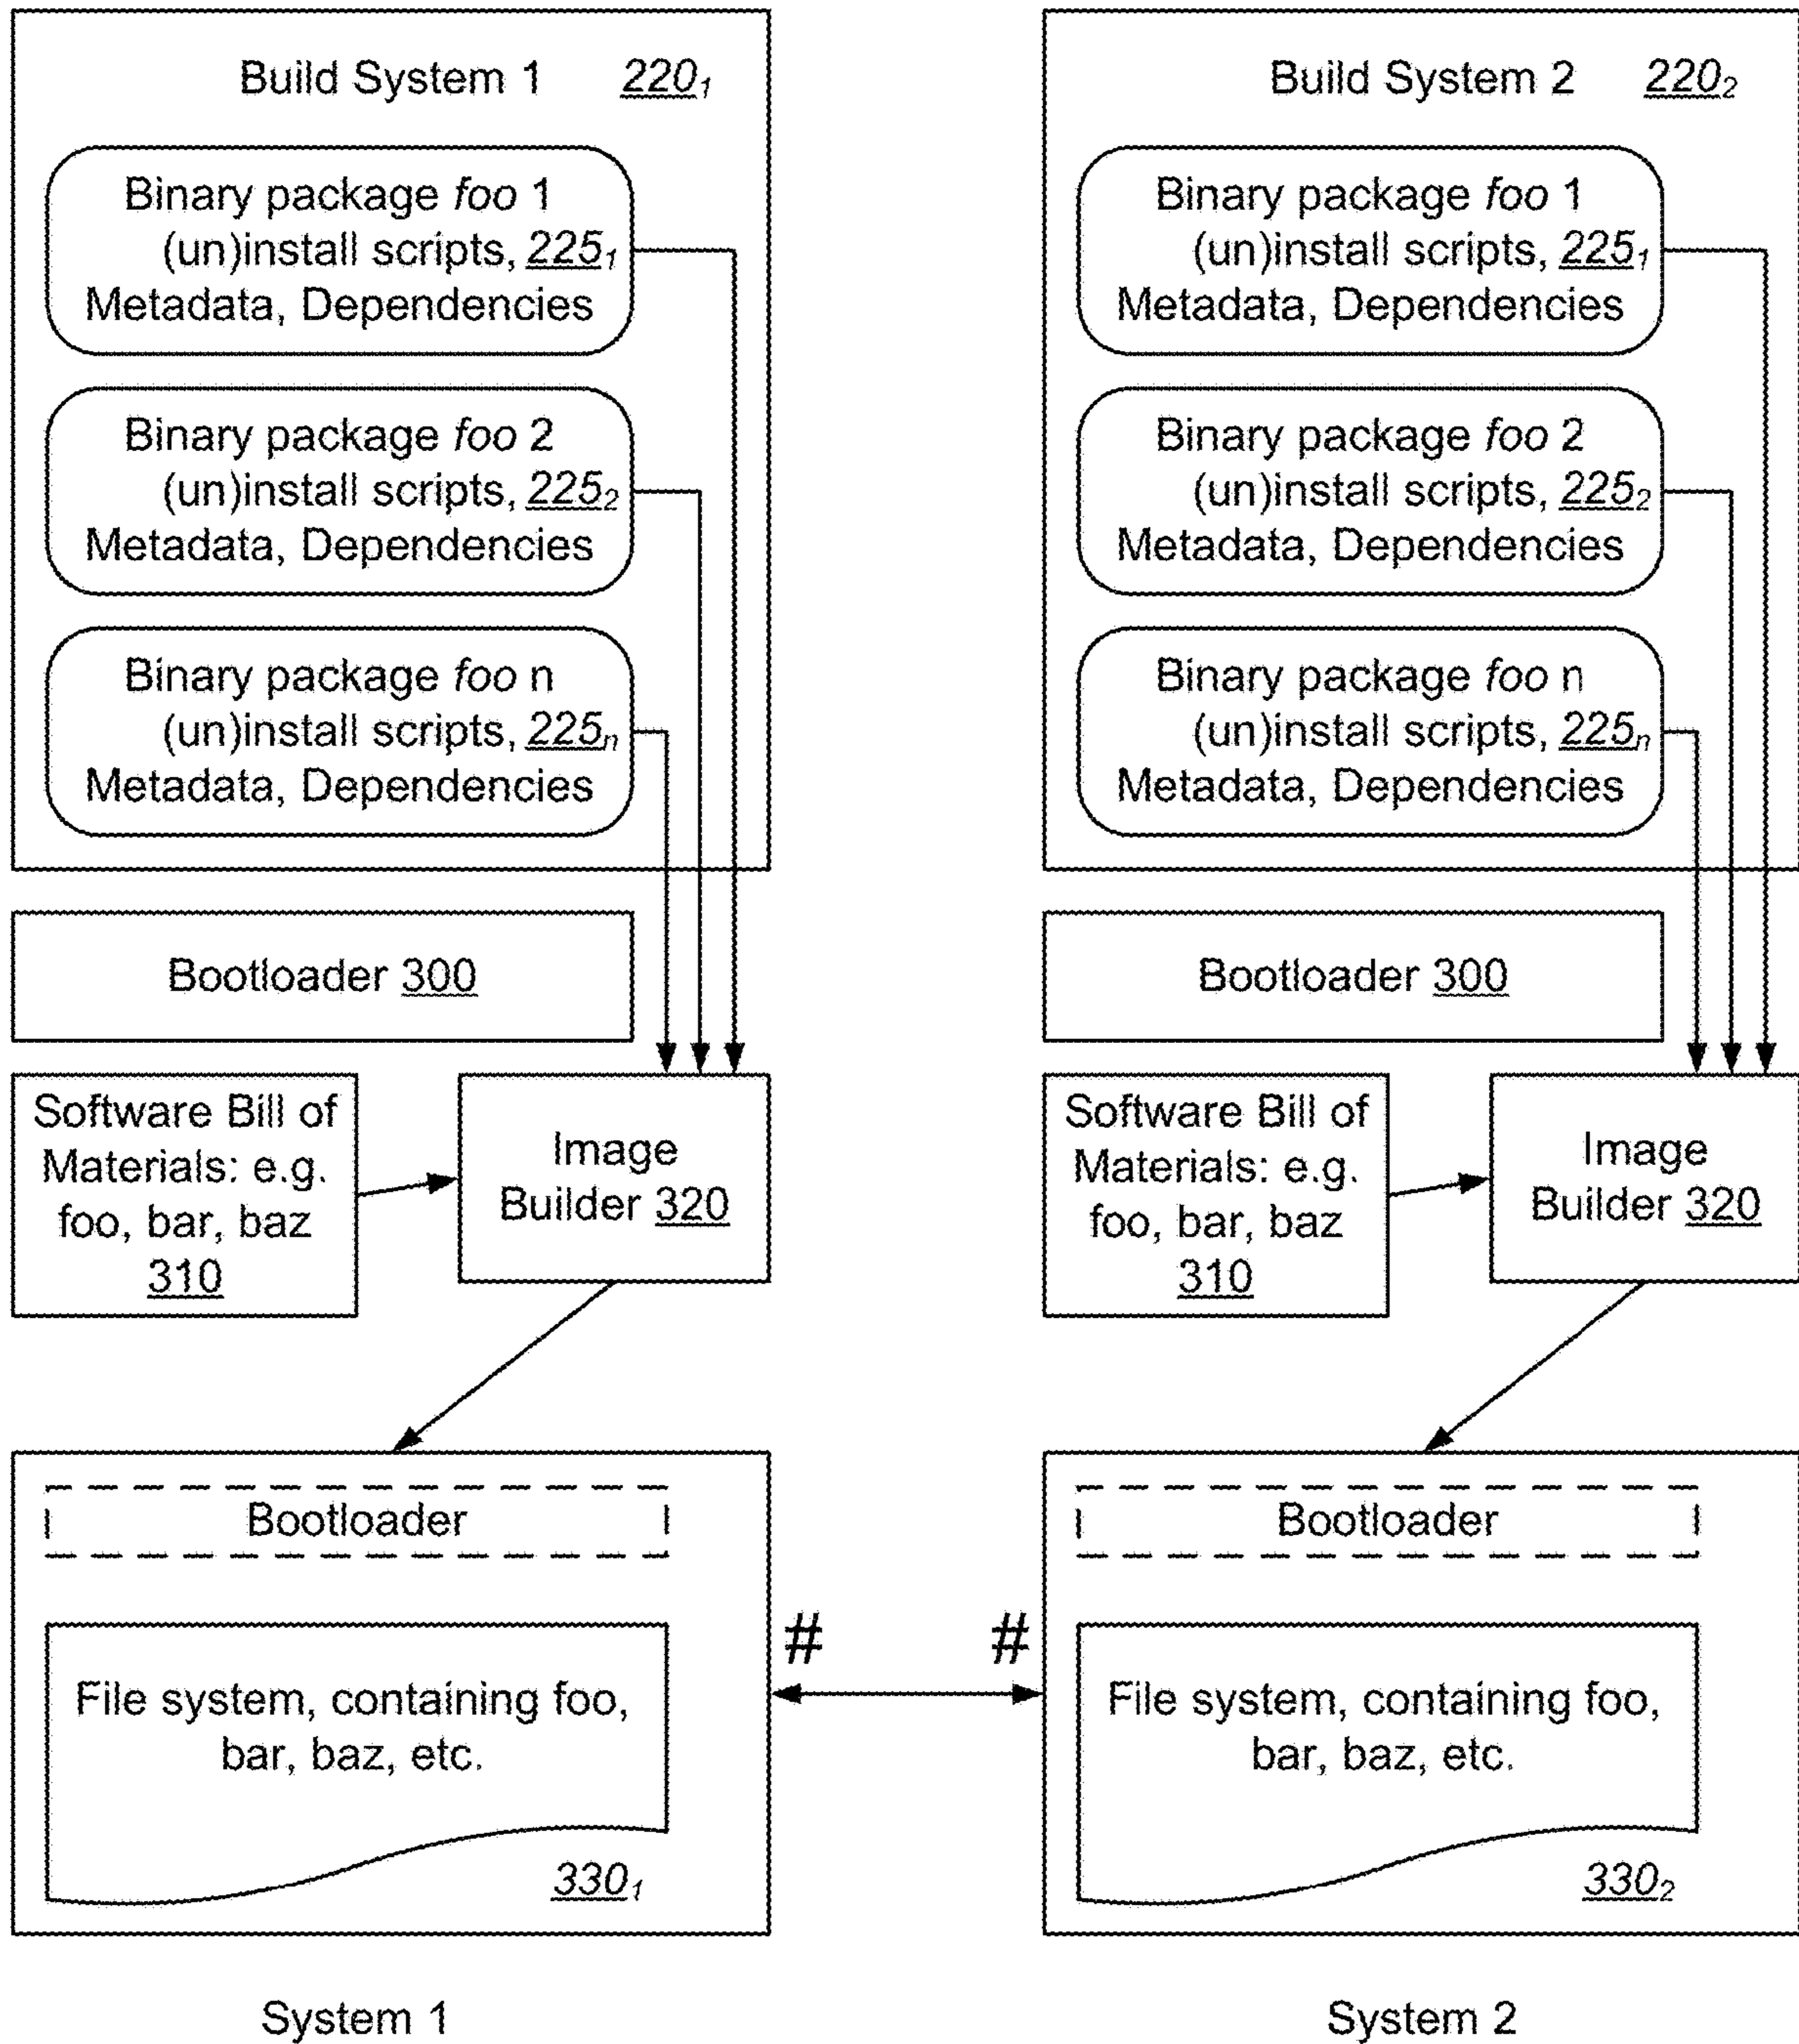 Build System 1 220₁
Binary package foo 1
(un)install scripts, 225₁
Metadata, Dependencies
Binary package foo 2
(un)install scripts, 225₂
Metadata, Dependencies
Binary package foo n
(un)install scripts, 225ₙ
Metadata, Dependencies
Bootloader 300
Software Bill of
Materials: e.g.
foo, bar, baz
310
Image
Builder 320
Bootloader
File system, containing foo,
bar, baz, etc.
330₁
System 1
#
#
Build System 2 220₂
Binary package foo 1
(un)install scripts, 225₁
Metadata, Dependencies
Binary package foo 2
(un)install scripts, 225₂
Metadata, Dependencies
Binary package foo n
(un)install scripts, 225ₙ
Metadata, Dependencies
Bootloader 300
Software Bill of
Materials: e.g.
foo, bar, baz
310
Image
Builder 320
Bootloader
File system, containing foo,
bar, baz, etc.
330₂
System 2